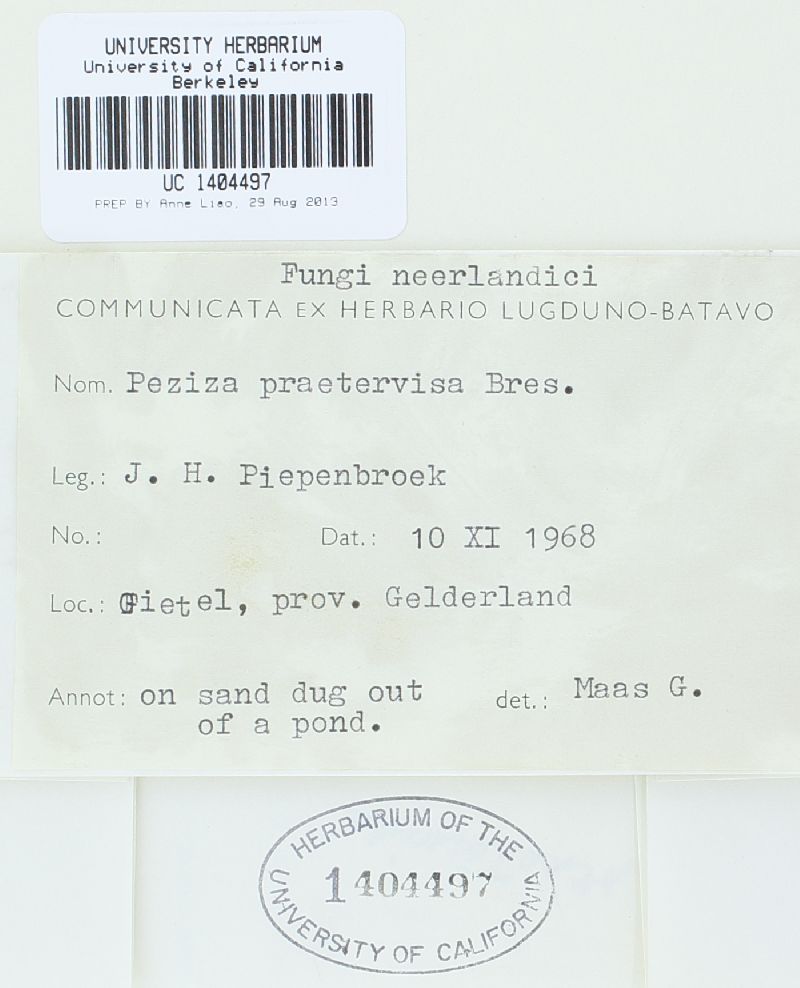 UNIVERSITY HERBARIUM
University of California
Berkeley
UC 1404497
PREP BY Anne Liao, 29 Aug 2013
Fungi neerlandici
COMMUNICATA EX HERBARIO LUGDUNO-BATAVO
Nom. Peziza praetervisa Bres.
Leg.: J. H. Piepenbroek
No.: Dat.: 10 XI 1968
Loc.: Gietel, prov. Gelderland
Annot: on sand dug out det.: Maas G.
of a pond.
HERBARIUM OF THE
1404497
UNIVERSITY OF CALIFORNIA